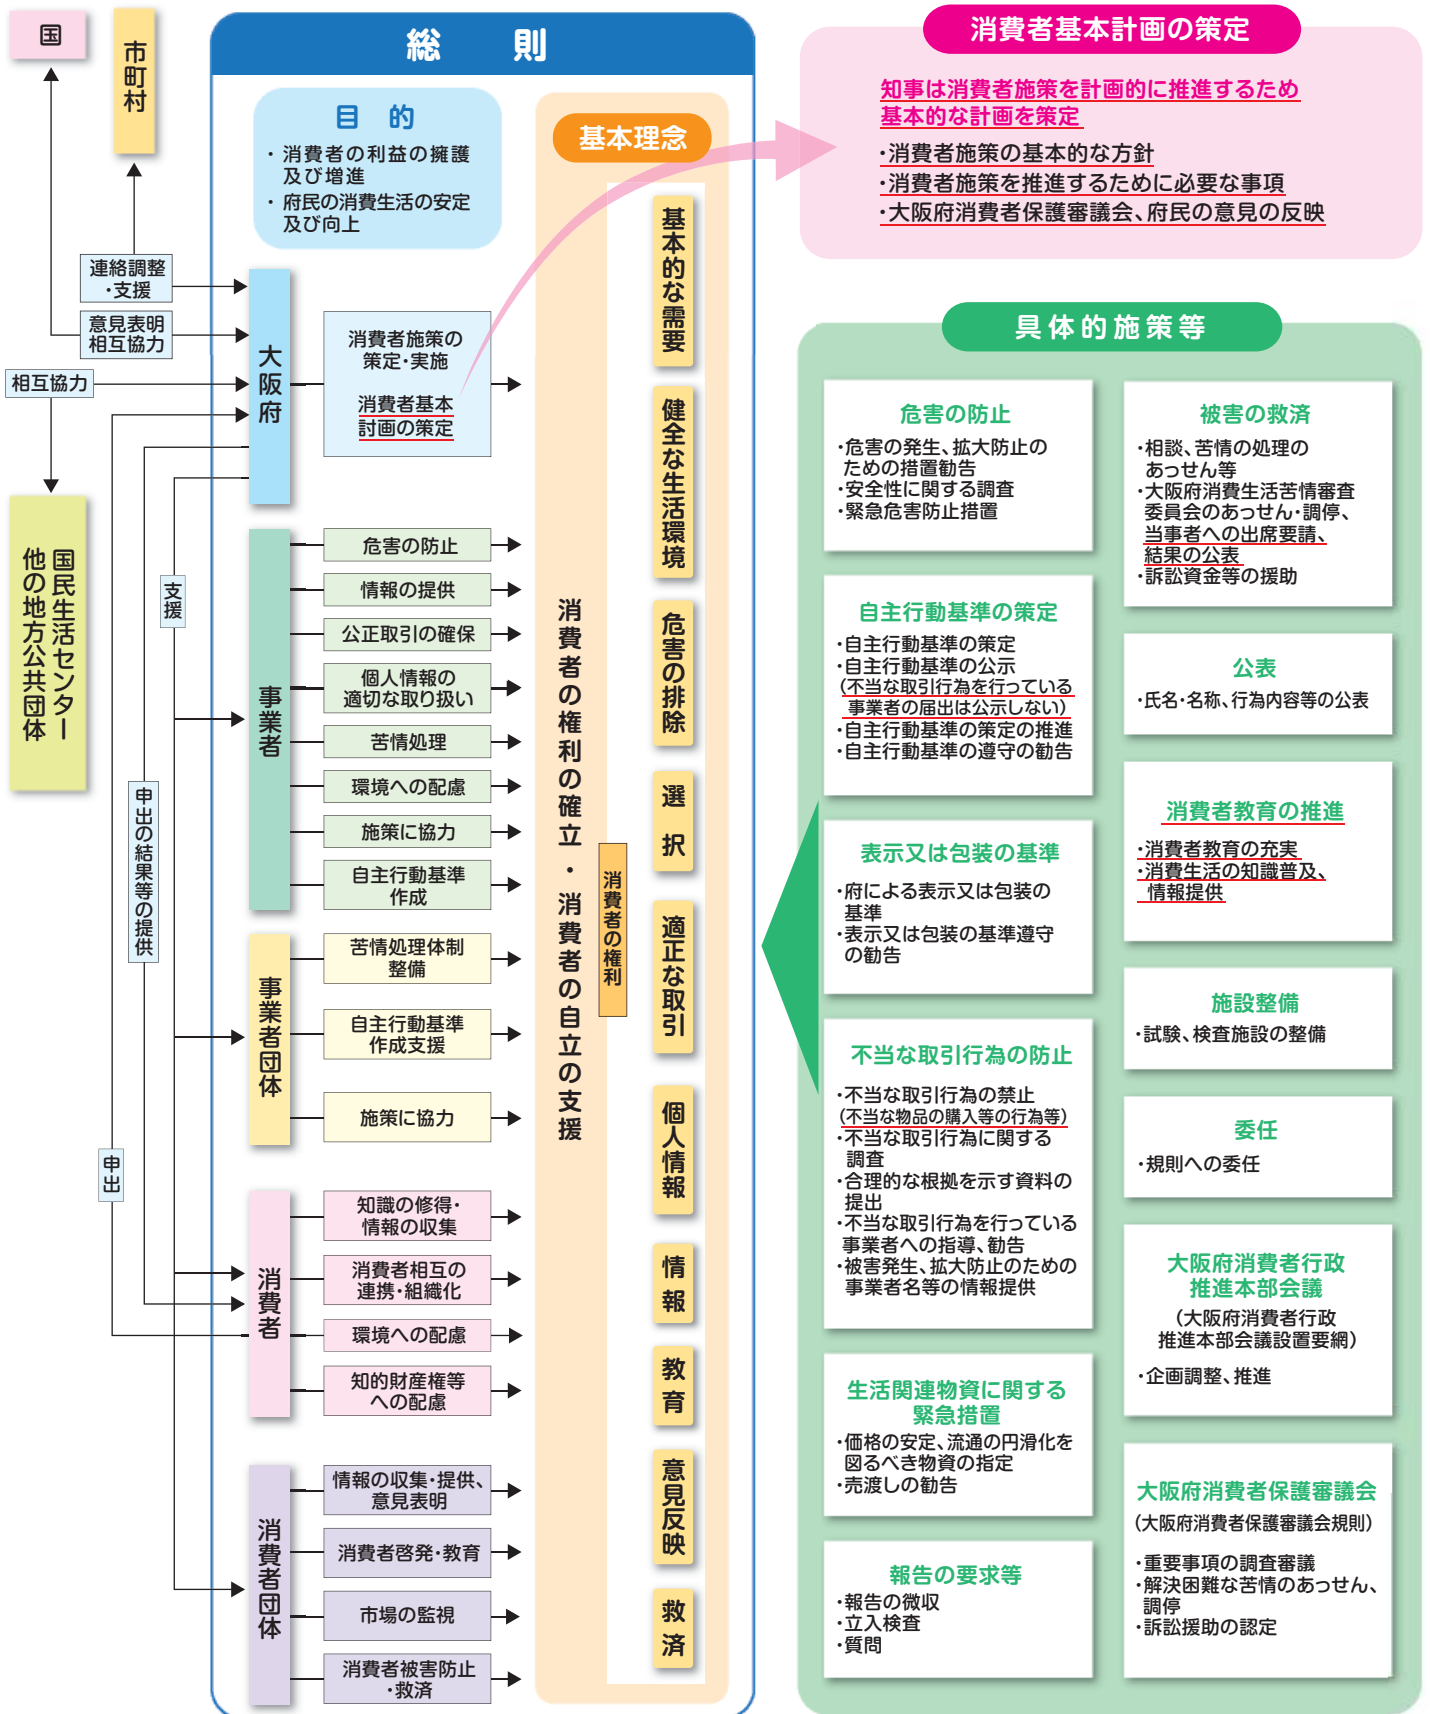 国
市町村
総則
目的
・消費者の利益の擁護
及び増進
・府民の消費生活の安定
及び向上
基本理念
消費者基本計画の策定
知事は消費者施策を計画的に推進するため
基本的な計画を策定
・消費者施策の基本的な方針
・消費者施策を推進するために必要な事項
・大阪府消費者保護審議会、府民の意見の反映
連絡調整
・支援
意見表明
相互協力
相互協力
国民生活センター
他の地方公共団体
支援
申出の結果等の提供
申出
大阪府
消費者施策の
策定・実施
消費者基本
計画の策定
事業者
危害の防止
情報の提供
公正取引の確保
個人情報の
適切な取り扱い
苦情処理
環境への配慮
施策に協力
自主行動基準
作成
事業者団体
苦情処理体制
整備
自主行動基準
作成支援
施策に協力
消費者
知識の修得・
情報の収集
消費者相互の
連携・組織化
環境への配慮
知的財産権等
への配慮
消費者団体
情報の収集・提供、
意見表明
消費者啓発・教育
市場の監視
消費者被害防止
・救済
消費者の権利の確立・消費者の自立の支援
消費者の権利
基本的な需要
健全な生活環境
危害の排除
選択
適正な取引
個人情報
情報
教育
意見反映
救済
具体的施策等
危害の防止
・危害の発生、拡大防止の
ための措置勧告
・安全性に関する調査
・緊急危害防止措置
自主行動基準の策定
・自主行動基準の策定
・自主行動基準の公示
(不当な取引行為を行っている
事業者の届出は公示しない)
・自主行動基準の策定の推進
・自主行動基準の遵守の勧告
表示又は包装の基準
・府による表示又は包装の
基準
・表示又は包装の基準遵守
の勧告
不当な取引行為の防止
・不当な取引行為の禁止
(不当な物品の購入等の行為等)
・不当な取引行為に関する
調査
・合理的な根拠を示す資料の
提出
・不当な取引行為を行っている
事業者への指導、勧告
・被害発生、拡大防止のための
事業者名等の情報提供
生活関連物資に関する
緊急措置
・価格の安定、流通の円滑化を
図るべき物資の指定
・売渡しの勧告
報告の要求等
・報告の徴収
・立入検査
・質問
被害の救済
・相談、苦情の処理の
あっせん等
・大阪府消費生活苦情審査
委員会のあっせん・調停、
当事者への出席要請、
結果の公表
・訴訟資金等の援助
公表
・氏名・名称、行為内容等の公表
消費者教育の推進
・消費者教育の充実
・消費生活の知識普及、
情報提供
施設整備
・試験、検査施設の整備
委任
・規則への委任
大阪府消費者行政
推進本部会議
(大阪府消費者行政
推進本部会議設置要綱)
・企画調整、推進
大阪府消費者保護審議会
(大阪府消費者保護審議会規則)
・重要事項の調査審議
・解決困難な苦情のあっせん、
調停
・訴訟援助の認定